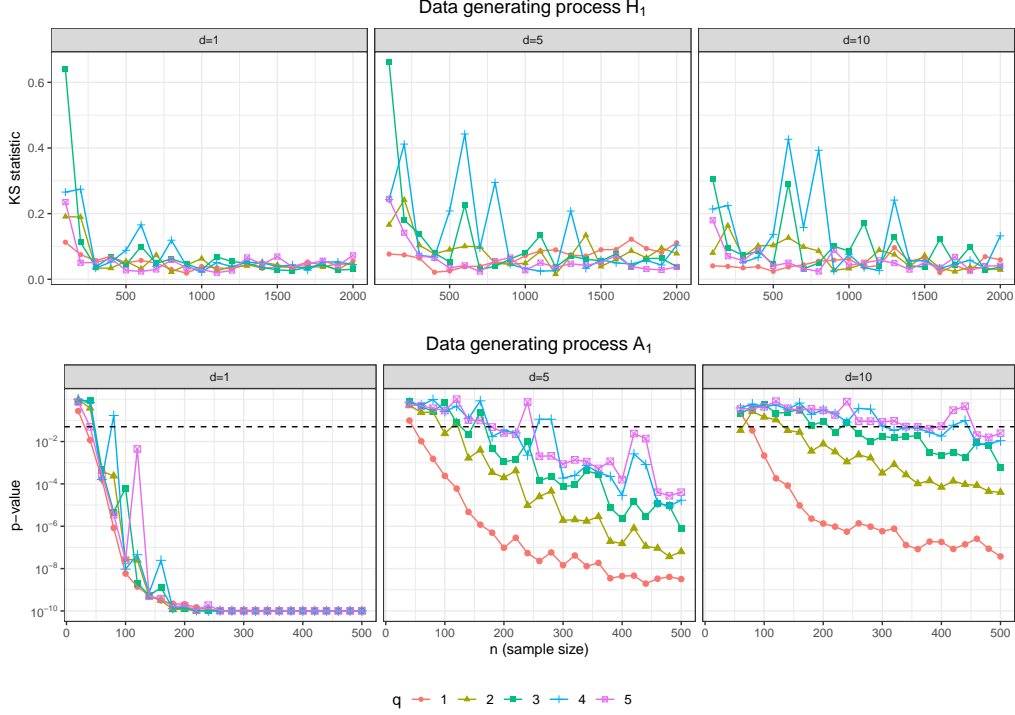 Data generating process H₁
d=1 d=5 d=10
KS statistic
0.6
0.4
0.2
0.0
500 1000 1500 2000 500 1000 1500 2000 500 1000 1500 2000
Data generating process A₁
d=1 d=5 d=10
p−value
10⁻²
10⁻⁴
10⁻⁶
10⁻⁸
10⁻¹⁰
0 100 200 300 400 500 0 100 200 300 400 500 0 100 200 300 400 500
n (sample size)
q 1 2 3 4 5